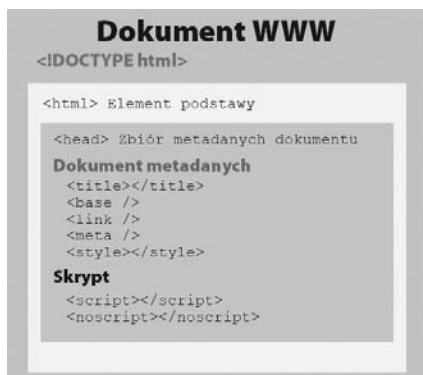 Dokument WWW
<!DOCTYPE html>
<html> Element podstawy
<head> Zbiór metadanych dokumentu
Dokument metadanych
<title></title>
<base />
<link />
<meta />
<style></style>
Skrypt
<script></script>
<noscript></noscript>